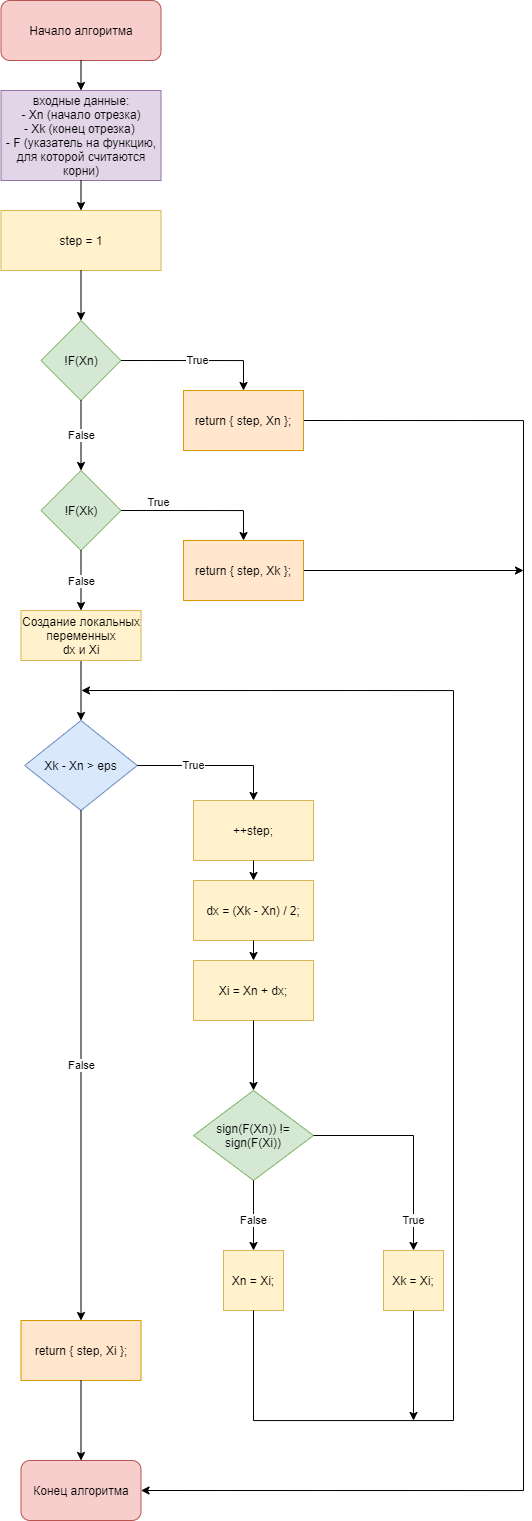 Начало алгоритма
входные данные:
- Xn (начало отрезка)
- Xk (конец отрезка)
- F (указатель на функцию,
для которой считаются
корни)
step = 1
!F(Xn)
True
return { step, Xn };
False
!F(Xk)
True
return { step, Xk };
False
Создание локальных
переменных
dx и Xi
Xk - Xn > eps
True
++step;
dx = (Xk - Xn) / 2;
Xi = Xn + dx;
False
sign(F(Xn)) !=
sign(F(Xi))
False
True
Xn = Xi;
Xk = Xi;
return { step, Xi };
Конец алгоритма